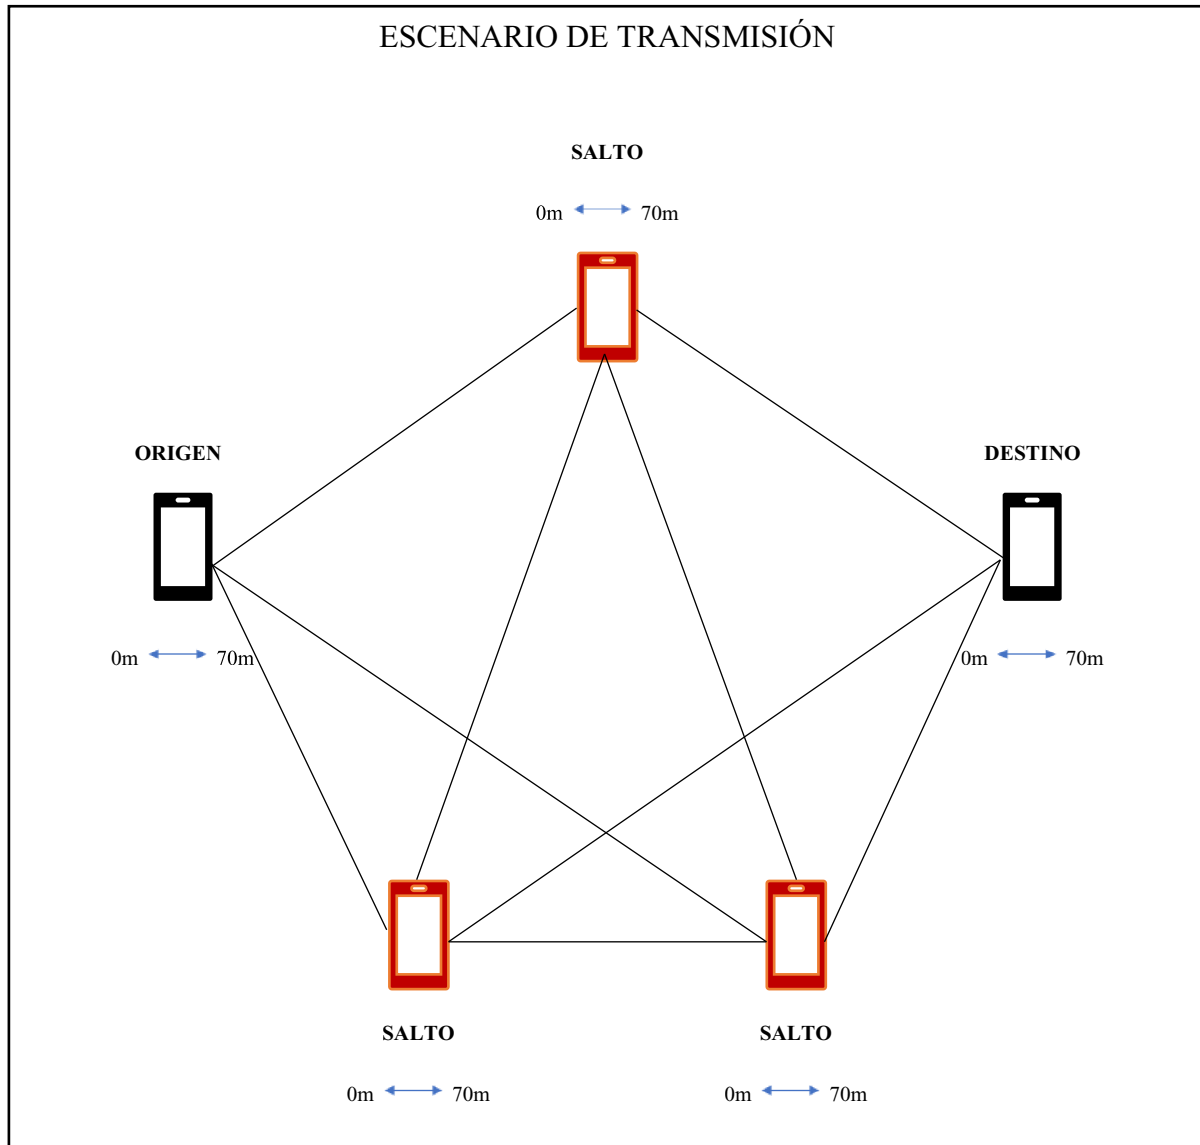 ESCENARIO DE TRANSMISIÓN
SALTO
0m 70m
ORIGEN
DESTINO
0m 70m
0m 70m
SALTO
SALTO
0m 70m
0m 70m